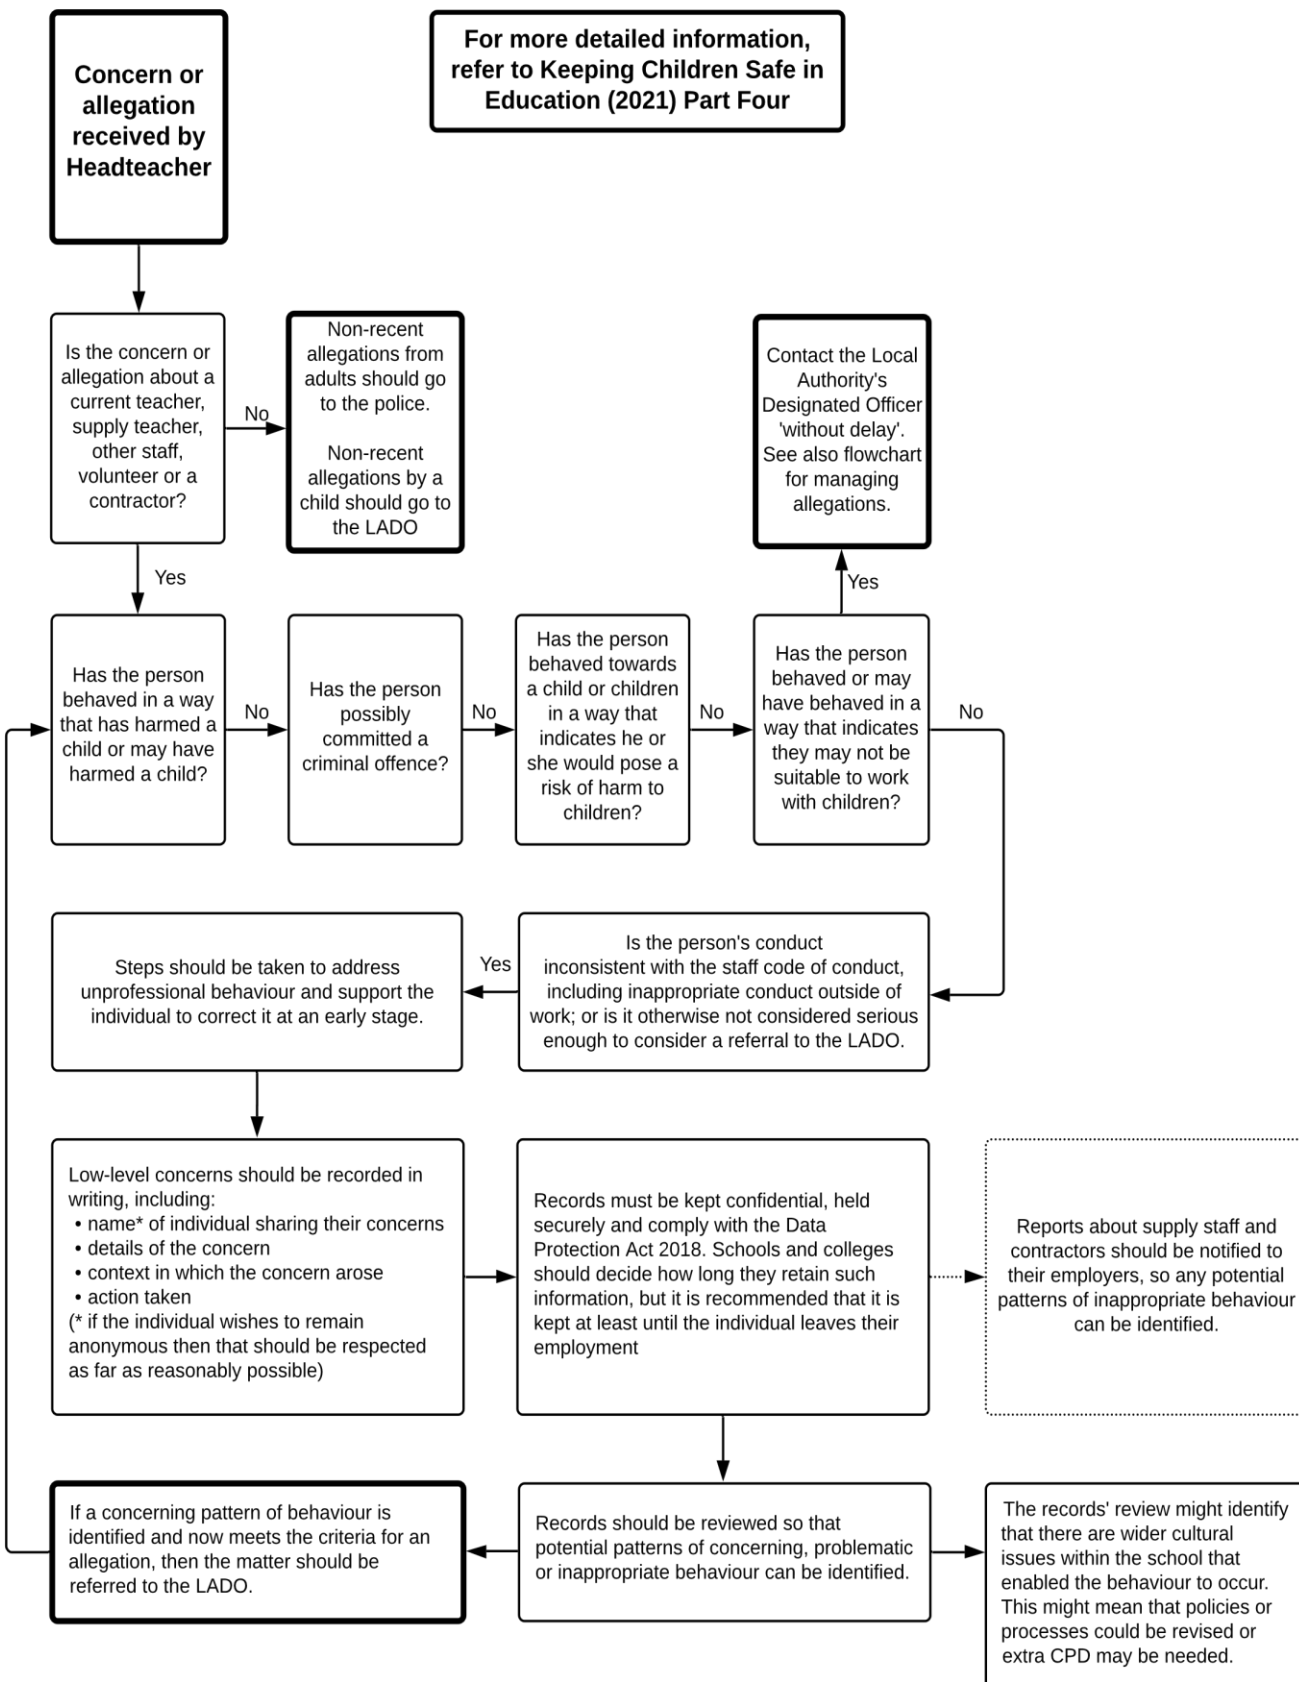 Concern or
allegation
received by
Headteacher
For more detailed information,
refer to Keeping Children Safe in
Education (2021) Part Four
Is the concern or
allegation about a
current teacher,
supply teacher,
other staff,
volunteer or a
contractor?
No
Non-recent
allegations from
adults should go
to the police.
Non-recent
allegations by a
child should go to
the LADO
Contact the Local
Authority's
Designated Officer
'without delay'.
See also flowchart
for managing
allegations.
Yes
Yes
Has the person
behaved in a way
that has harmed a
child or may have
harmed a child?
No
Has the person
possibly
committed a
criminal offence?
No
Has the person
behaved towards
a child or children
in a way that
indicates he or
she would pose a
risk of harm to
children?
No
Has the person
behaved or may
have behaved in a
way that indicates
they may not be
suitable to work
with children?
No
Is the person's conduct
inconsistent with the staff code of conduct,
including inappropriate conduct outside of
work; or is it otherwise not considered serious
enough to consider a referral to the LADO.
Yes
Steps should be taken to address
unprofessional behaviour and support the
individual to correct it at an early stage.
Low-level concerns should be recorded in
writing, including:
• name* of individual sharing their concerns
• details of the concern
• context in which the concern arose
• action taken
(* if the individual wishes to remain
anonymous then that should be respected
as far as reasonably possible)
Records must be kept confidential, held
securely and comply with the Data
Protection Act 2018. Schools and colleges
should decide how long they retain such
information, but it is recommended that it is
kept at least until the individual leaves their
employment
Reports about supply staff and
contractors should be notified to
their employers, so any potential
patterns of inappropriate behaviour
can be identified.
Records should be reviewed so that
potential patterns of concerning, problematic
or inappropriate behaviour can be identified.
If a concerning pattern of behaviour is
identified and now meets the criteria for an
allegation, then the matter should be
referred to the LADO.
The records' review might identify
that there are wider cultural
issues within the school that
enabled the behaviour to occur.
This might mean that policies or
processes could be revised or
extra CPD may be needed.